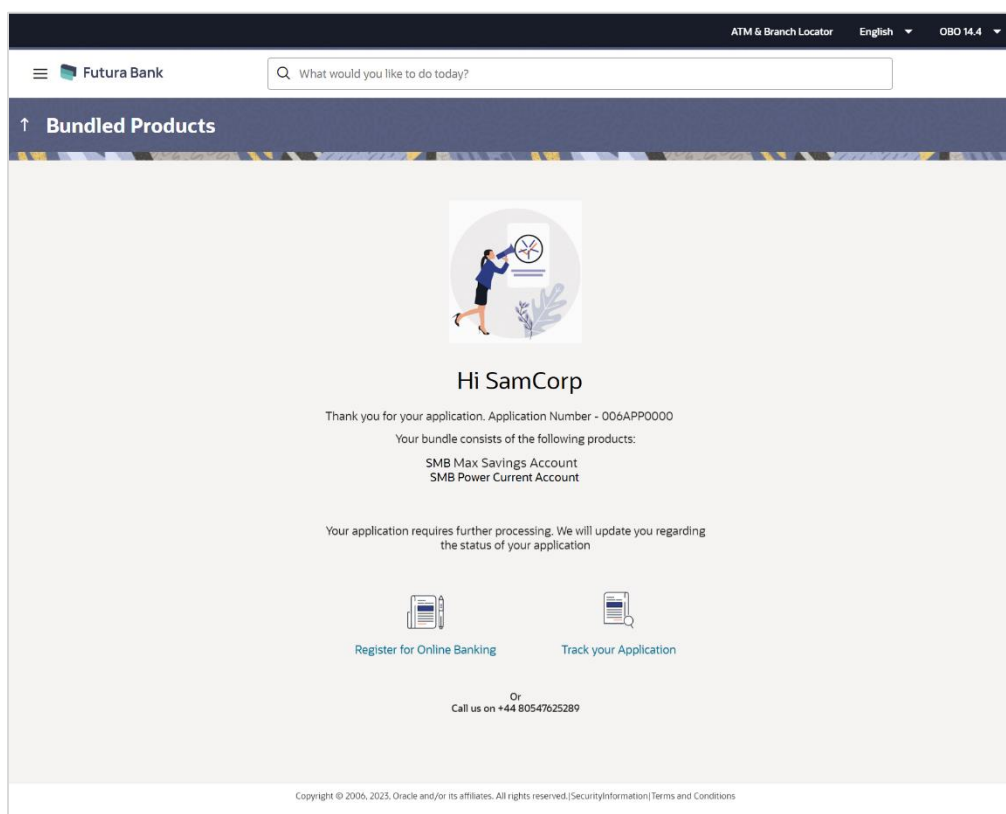 ATM & Branch Locator English OBO 14.4
Futura Bank What would you like to do today?
↑ Bundled Products
Hi SamCorp
Thank you for your application. Application Number - 006APP0000
Your bundle consists of the following products:
SMB Max Savings Account
SMB Power Current Account
Your application requires further processing. We will update you regarding
the status of your application
Register for Online Banking Track your Application
Or
Call us on +44 80547625289
Copyright © 2006, 2023, Oracle and/or its affiliates. All rights reserved.|SecurityInformation|Terms and Conditions